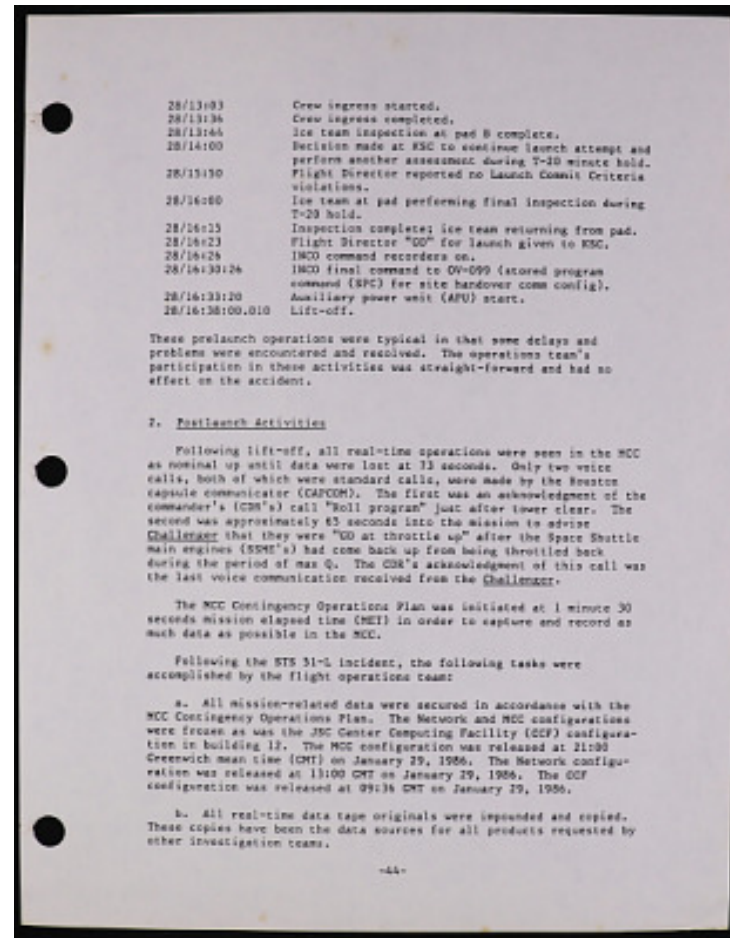 28/13:03 Crew ingress started.
28/13:36 Crew ingress completed.
28/13:44 Ice team inspection at pad B complete.
28/14:00 Decision made at KSC to continue launch attempt and
perform another assessment during T-20 minute hold.
28/15:50 Flight Director reported no Launch Commit Criteria
violations.
28/16:00 Ice team at pad performing final inspection during
T-20 hold.
28/16:15 Inspection complete; ice team returning from pad.
28/16:23 Flight Director "GO" for launch given to KSC.
28/16:26 INCO command recorders on.
28/16:30:26 INCO final command to OV-099 (stored program
command (SPC) for site handover comm config).
28/16:33:20 Auxiliary power unit (APU) start.
28/16:38:00.010 Lift-off.
These prelaunch operations were typical in that some delays and
problems were encountered and resolved. The operations team's
participation in these activities was straight-forward and had no
effect on the accident.
2. Postlaunch Activities
Following lift-off, all real-time operations were seen in the MCC
as nominal up until data were lost at 73 seconds. Only two voice
calls, both of which were standard calls, were made by the Houston
capsule communicator (CAPCOM). The first was an acknowledgment of the
commander's (CDR's) call "Roll program" just after tower clear. The
second was approximately 65 seconds into the mission to advise
Challenger that they were "GO at throttle up" after the Space Shuttle
main engines (SSME's) had come back up from being throttled back
during the period of max Q. The CDR's acknowledgment of this call was
the last voice communication received from the Challenger.
The MCC Contingency Operations Plan was initiated at 1 minute 30
seconds mission elapsed time (MET) in order to capture and record as
much data as possible in the MCC.
Following the STS 51-L incident, the following tasks were
accomplished by the flight operations team:
a. All mission-related data were secured in accordance with the
MCC Contingency Operations Plan. The Network and MCC configurations
were frozen as was the JSC Center Computing Facility (CCF) configura-
tion in building 12. The MCC configuration was released at 21:00
Greenwich mean time (GMT) on January 29, 1986. The Network configu-
ration was released at 13:00 GMT on January 29, 1986. The CCF
configuration was released at 09:36 GMT on January 29, 1986.
b. All real-time data tape originals were impounded and copied.
These copies have been the data sources for all products requested by
other investigation teams.
-44-